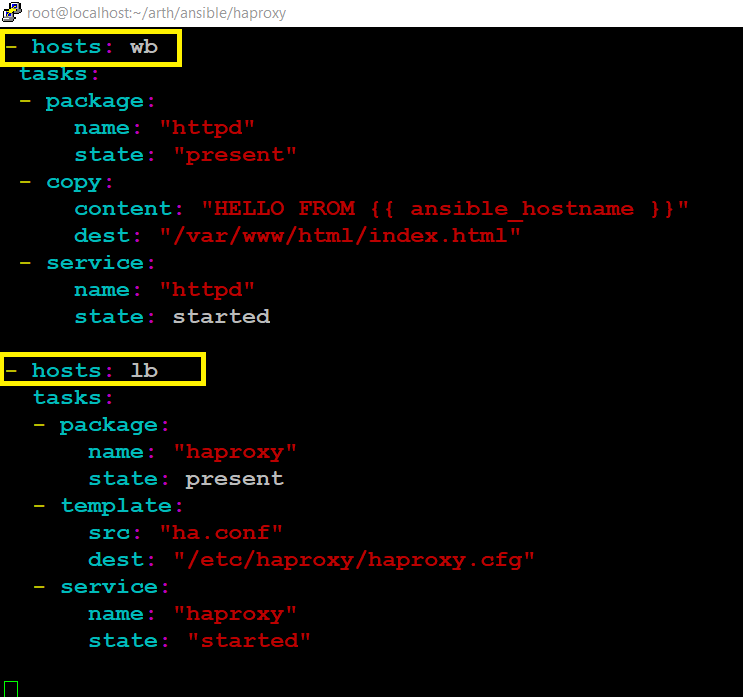 root@localhost:~/arth/ansible/haproxy
- hosts: wb
 tasks:
 - package:
     name: "httpd"
     state: "present"
 - copy:
     content: "HELLO FROM {{ ansible_hostname }}"
     dest: "/var/www/html/index.html"
 - service:
     name: "httpd"
     state: started
- hosts: lb
  tasks:
  - package:
      name: "haproxy"
      state: present
  - template:
      src: "ha.conf"
      dest: "/etc/haproxy/haproxy.cfg"
  - service:
      name: "haproxy"
      state: "started"